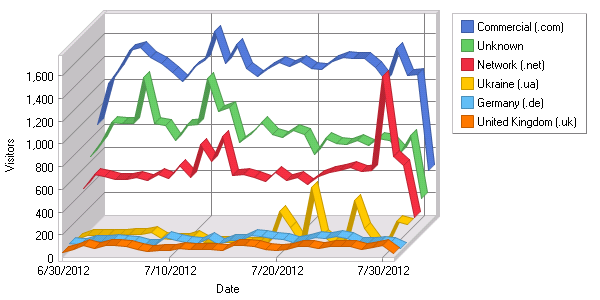 Commercial (.com)
Unknown
Network (.net)
Ukraine (.ua)
Germany (.de)
United Kingdom (.uk)
Visitors
1,600
1,400
1,200
1,000
800
600
400
200
0
6/30/2012
7/10/2012
7/20/2012
7/30/2012
Date